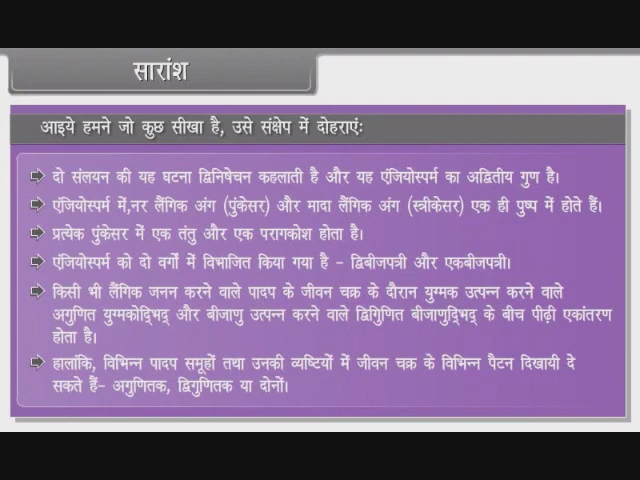 सारांश
आइये हमने जो कुछ सीखा है, उसे संक्षेप में दोहराएंः
दो संलयन की यह घटना द्विनिषेचन कहलाती है और यह एंजियोस्पर्म का अद्वितीय गुण है।
एंजियोस्पर्म में,नर लैंगिक अंग (पुंकेसर) और मादा लैंगिक अंग (स्त्रीकेसर) एक ही पुष्प में होते हैं।
प्रत्येक पुंकेसर में एक तंतु और एक परागकोश होता है।
एंजियोस्पर्म को दो वर्गों में विभाजित किया गया है – द्विबीजपत्री और एकबीजपत्री।
किसी भी लैंगिक जनन करने वाले पादप के जीवन चक्र के दौरान युग्मक उत्पन्न करने वाले
अगुणित युग्मकोद्भिद् और बीजाणु उत्पन्न करने वाले द्विगुणित बीजाणुद्भिद् के बीच पीढ़ी एकांतरण
होता है।
हालांकि, विभिन्न पादप समूहों तथा उनकी व्यष्टियों में जीवन चक्र के विभिन्न पैटन दिखायी दे
सकते हैं– अगुणितक, द्विगुणितक या दोनों।